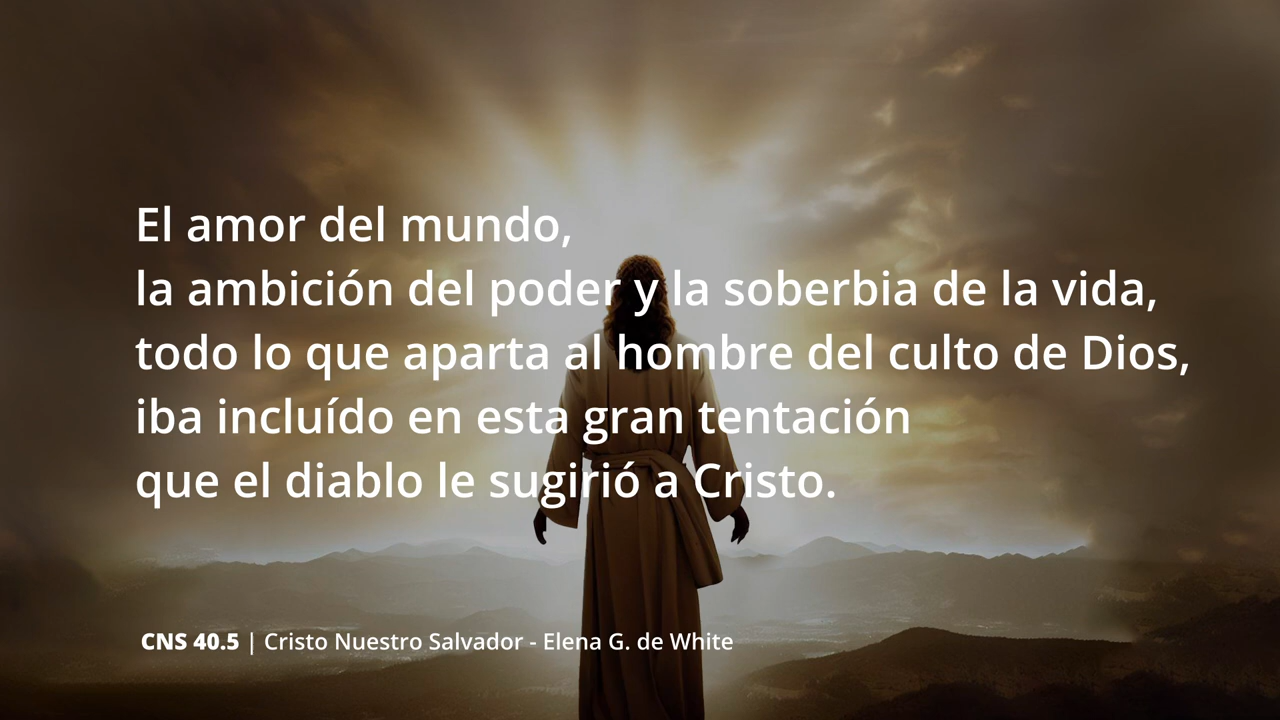 El amor del mundo,
la ambición del poder y la soberbia de la vida,
todo lo que aparta al hombre del culto de Dios,
iba incluído en esta gran tentación
que el diablo le sugirió a Cristo.
CNS 40.5 | Cristo Nuestro Salvador - Elena G. de White